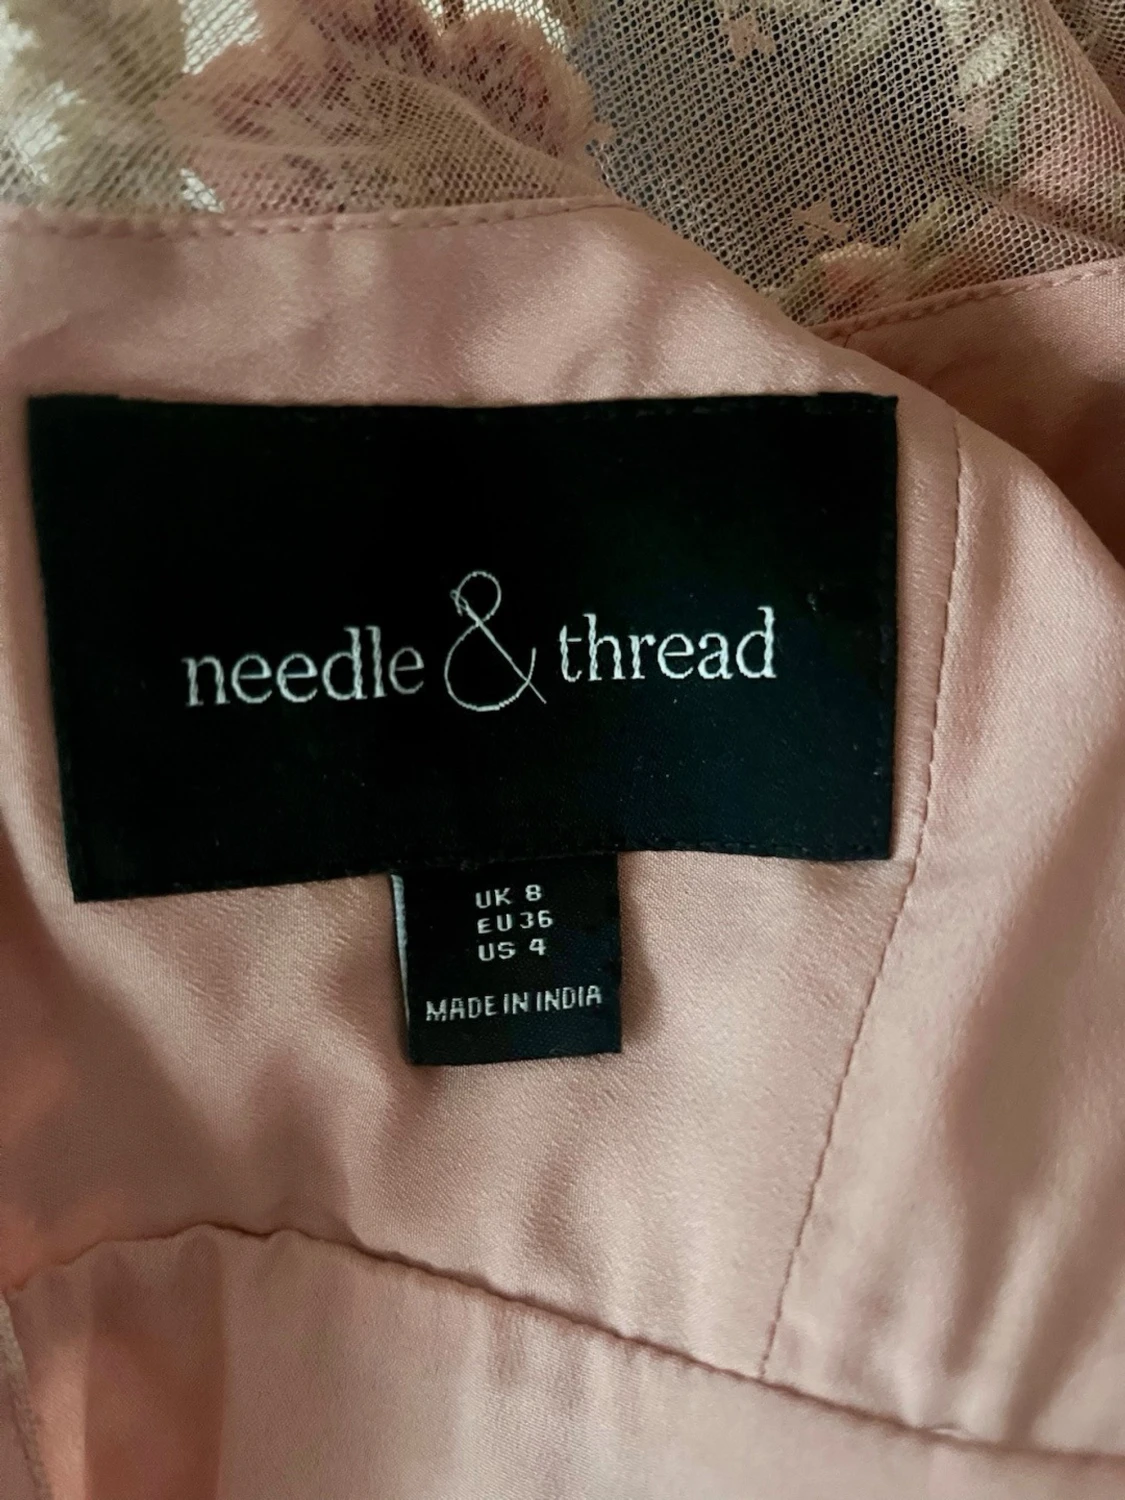 needle & thread
UK 8
EU 36
US 4
MADE IN INDIA